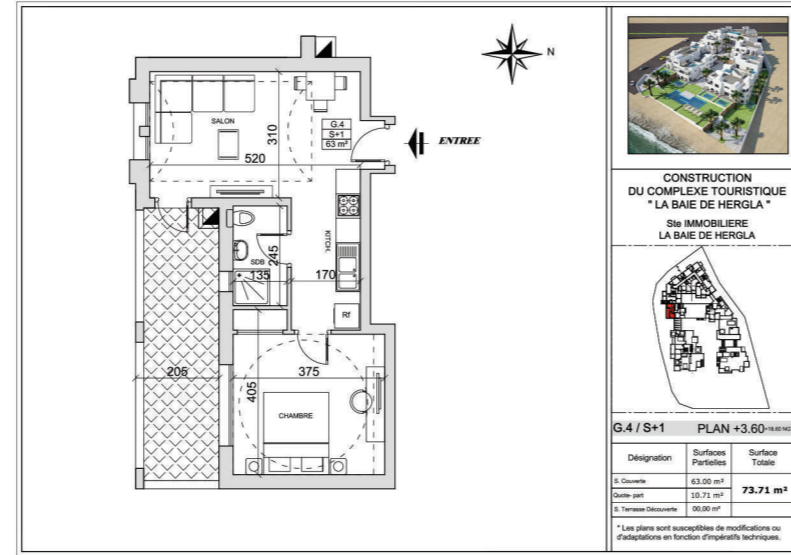 N
SALON
G.4
S+1
63 m²
310
520
ENTREE
KITCH.
SDB
245
135
170
Rf
205
375
405
CHAMBRE
CONSTRUCTION
DU COMPLEXE TOURISTIQUE
" LA BAIE DE HERGLA "
Ste IMMOBILIERE
LA BAIE DE HERGLA
G.4 / S+1 PLAN +3.60
Désignation Surfaces Partielles Surface Totale
S. Couverte 63.00 m²
73.71 m²
Quote- part 10.71 m²
S. Terrasse Découverte 00,00 m²
* Les plans sont susceptibles de modifications ou
d'adaptations en fonction d'impératifs techniques.